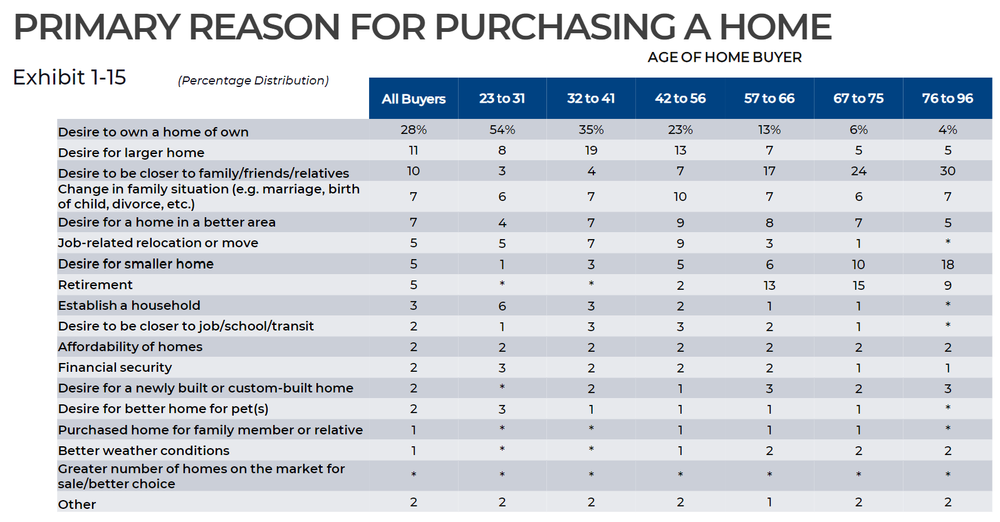 PRIMARY REASON FOR PURCHASING A HOME
AGE OF HOME BUYER
Exhibit 1-15 (Percentage Distribution)
All Buyers 23 to 31 32 to 41 42 to 56 57 to 66 67 to 75 76 to 96
Desire to own a home of own 28% 54% 35% 23% 13% 6% 4%
Desire for larger home 11 8 19 13 7 5 5
Desire to be closer to family/friends/relatives 10 3 4 7 17 24 30
Change in family situation (e.g. marriage, birth
of child, divorce, etc.) 7 6 7 10 7 6 7
Desire for a home in a better area 7 4 7 9 8 7 5
Job-related relocation or move 5 5 7 9 3 1 *
Desire for smaller home 5 1 3 5 6 10 18
Retirement 5 * * 2 13 15 9
Establish a household 3 6 3 2 1 1 *
Desire to be closer to job/school/transit 2 1 3 3 2 1 *
Affordability of homes 2 2 2 2 2 2 2
Financial security 2 3 2 2 2 1 1
Desire for a newly built or custom-built home 2 * 2 1 3 2 3
Desire for better home for pet(s) 2 3 1 1 1 1 *
Purchased home for family member or relative 1 * * 1 1 1 *
Better weather conditions 1 * * 1 2 2 2
Greater number of homes on the market for
sale/better choice * * * * * * *
Other 2 2 2 2 1 2 2